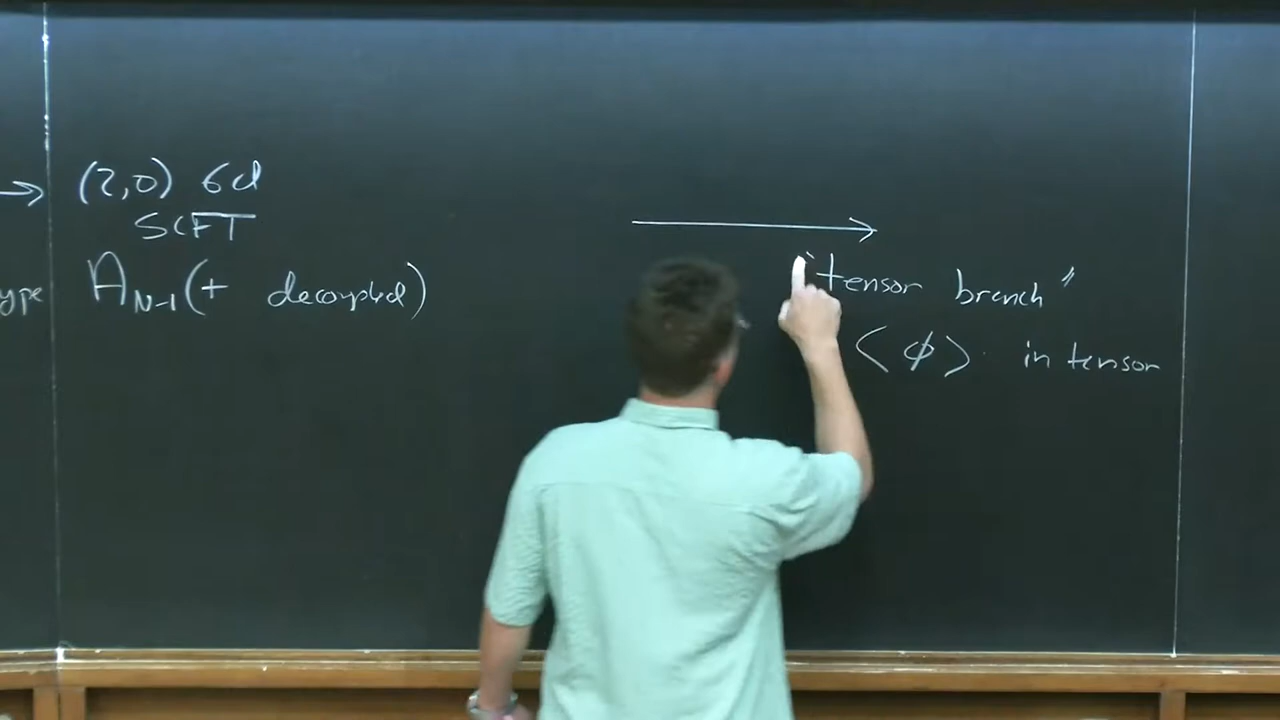 → (2,0) 6d
SCFT
ype A_{N-1} (+ decoupled)
"tensor branch"
<φ> in tensor